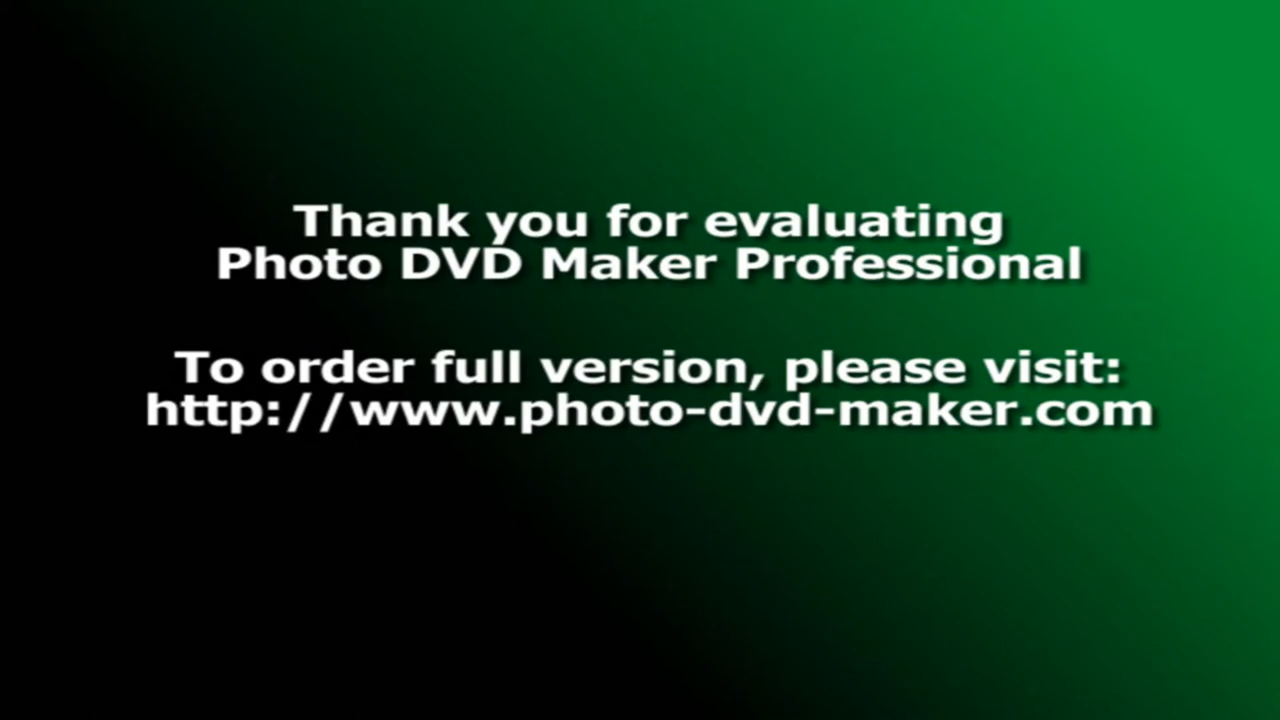 Thank you for evaluating
Photo DVD Maker Professional
To order full version, please visit:
http://www.photo-dvd-maker.com